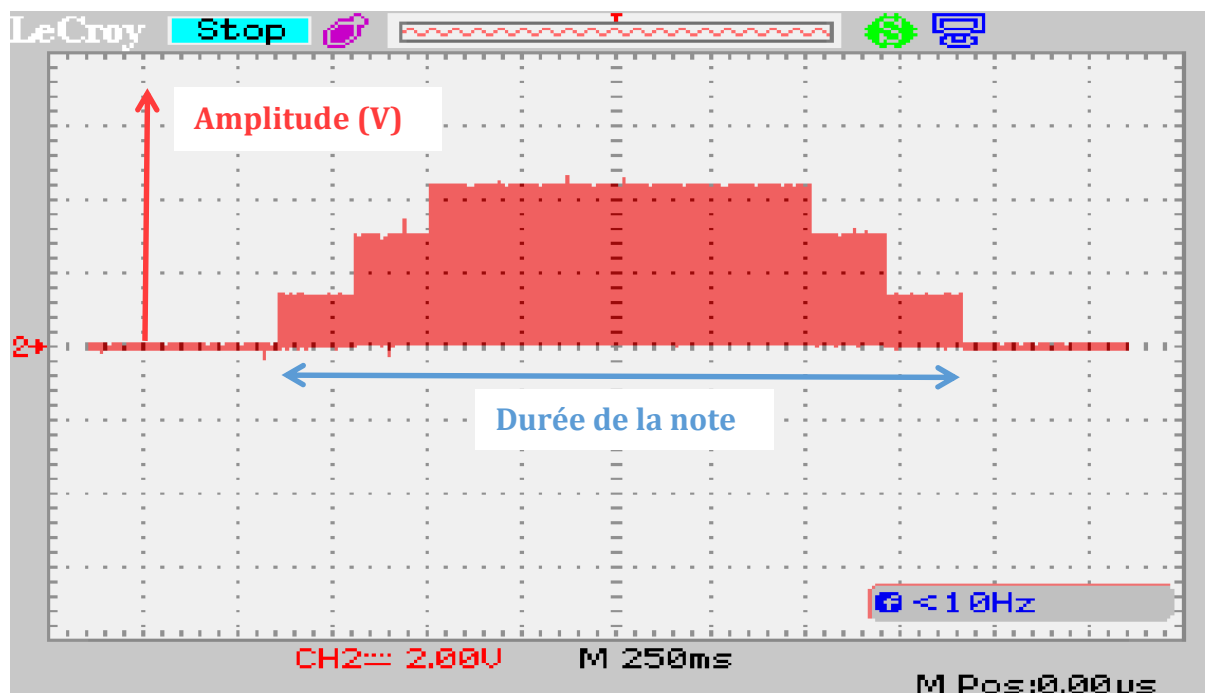 LeCroy Stop S
Amplitude (V)
2
Durée de la note
f <10Hz
CH2 2.00V M 250ms
M Pos:0.00us